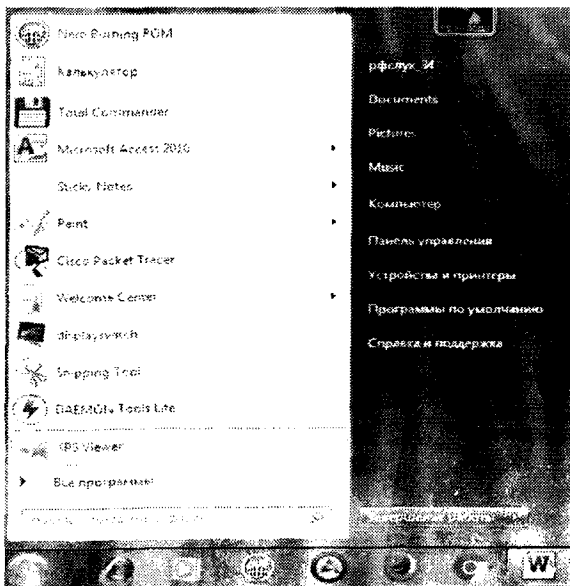 Nero Burning ROM
Калькулятор
Total Commander
Microsoft Access 2010
Sticky Notes
Paint
Cisco Packet Tracer
Welcome Center
displayswitch
Snipping Tool
DAEMON Tools Lite
XPS Viewer
Все программы
Documents
Pictures
Music
Компьютер
Панель управления
Устройства и принтеры
Программы по умолчанию
Справка и поддержка